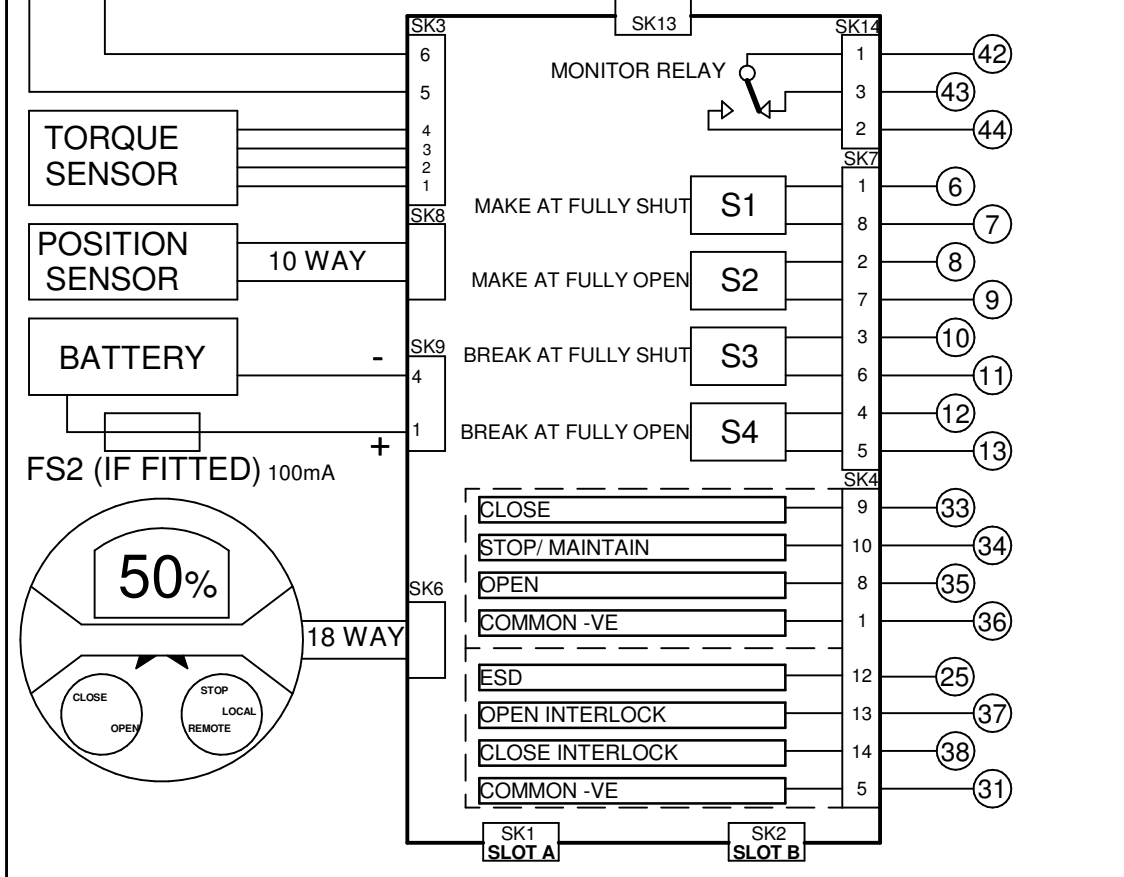 SK13
SK3
SK14
6
MONITOR RELAY
1
42
5
3
43
2
44
TORQUE
SENSOR
4
3
2
1
SK7
MAKE AT FULLY SHUT
S1
1
6
8
7
SK8
POSITION
SENSOR
10 WAY
MAKE AT FULLY OPEN
S2
2
8
7
9
BATTERY
-
SK9
4
1
+
FS2 (IF FITTED) 100mA
BREAK AT FULLY SHUT
S3
3
10
6
11
BREAK AT FULLY OPEN
S4
4
12
5
13
SK4
CLOSE
9
33
STOP/ MAINTAIN
10
34
OPEN
8
35
COMMON -VE
1
36
50%
SK6
18 WAY
CLOSE
OPEN
STOP
LOCAL
REMOTE
ESD
12
25
OPEN INTERLOCK
13
37
CLOSE INTERLOCK
14
38
COMMON -VE
5
31
SK1
SLOT A
SK2
SLOT B